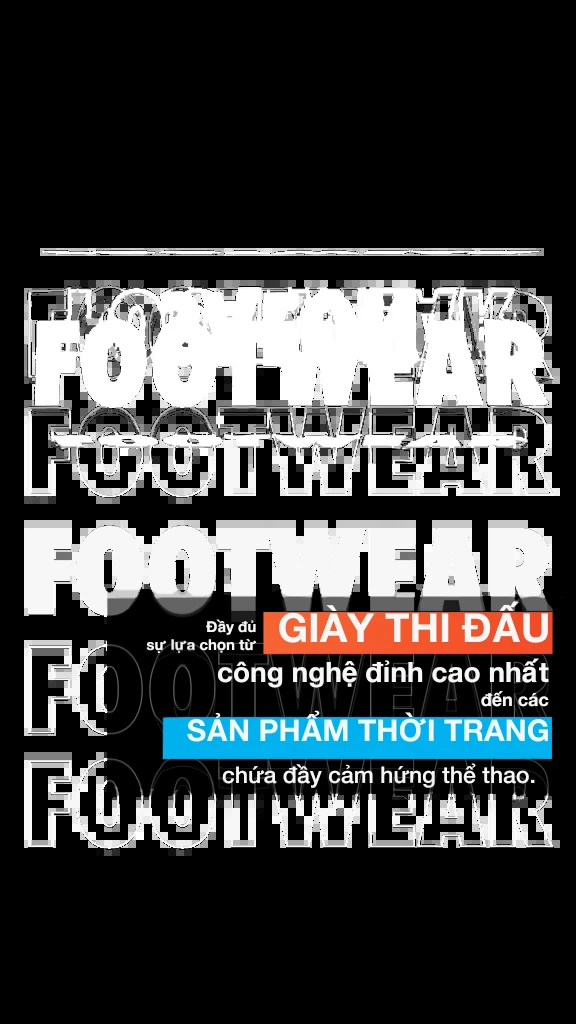 FOOTWEAR
FOOTWEAR
FOOTWEAR
Đầy đủ
sự lựa chọn từ
GIÀY THI ĐẤU
công nghệ đỉnh cao nhất
đến các
SẢN PHẨM THỜI TRANG
chứa đầy cảm hứng thể thao.
FOOTWEAR
FOOTWEAR